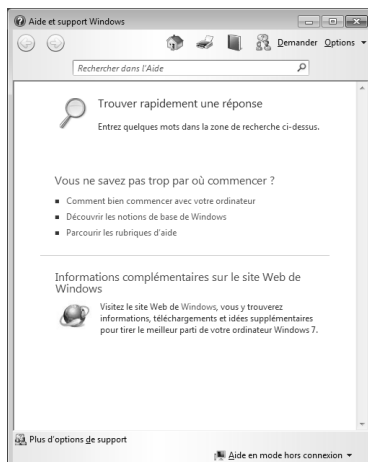 Aide et support Windows
Demander Options
Rechercher dans l'Aide
Trouver rapidement une réponse
Entrez quelques mots dans la zone de recherche ci-dessus.
Vous ne savez pas trop par où commencer ?
Comment bien commencer avec votre ordinateur
Découvrir les notions de base de Windows
Parcourir les rubriques d'aide
Informations complémentaires sur le site Web de
Windows
Visitez le site Web de Windows, vous y trouverez
informations, téléchargements et idées supplémentaires
pour tirer le meilleur parti de votre ordinateur Windows 7.
Plus d'options de support
Aide en mode hors connexion